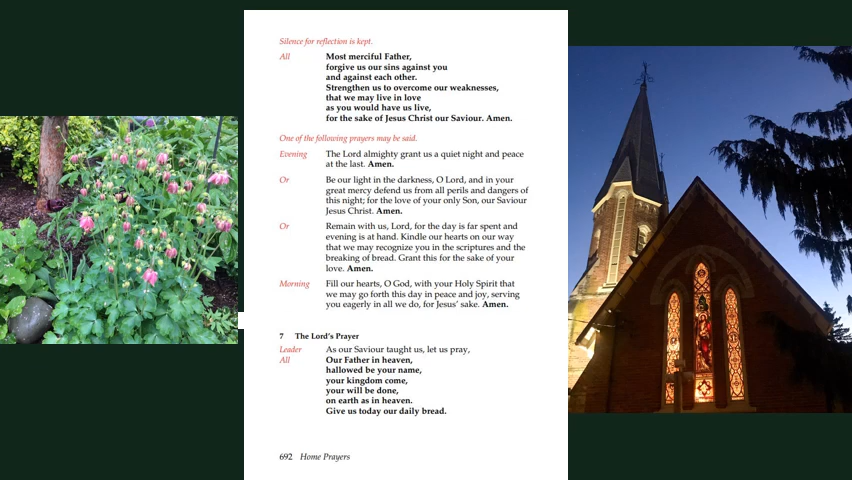 Silence for reflection is kept.
All Most merciful Father,
forgive us our sins against you
and against each other.
Strengthen us to overcome our weaknesses,
that we may live in love
as you would have us live,
for the sake of Jesus Christ our Saviour. Amen.
One of the following prayers may be said.
Evening The Lord almighty grant us a quiet night and peace
at the last. Amen.
Or Be our light in the darkness, O Lord, and in your
great mercy defend us from all perils and dangers of
this night; for the love of your only Son, our Saviour
Jesus Christ. Amen.
Or Remain with us, Lord, for the day is far spent and
evening is at hand. Kindle our hearts on our way
that we may recognize you in the scriptures and the
breaking of bread. Grant this for the sake of your
love. Amen.
Morning Fill our hearts, O God, with your Holy Spirit that
we may go forth this day in peace and joy, serving
you eagerly in all we do, for Jesus' sake. Amen.
7 The Lord's Prayer
Leader As our Saviour taught us, let us pray,
All Our Father in heaven,
hallowed be your name,
your kingdom come,
your will be done,
on earth as in heaven.
Give us today our daily bread.
692 Home Prayers